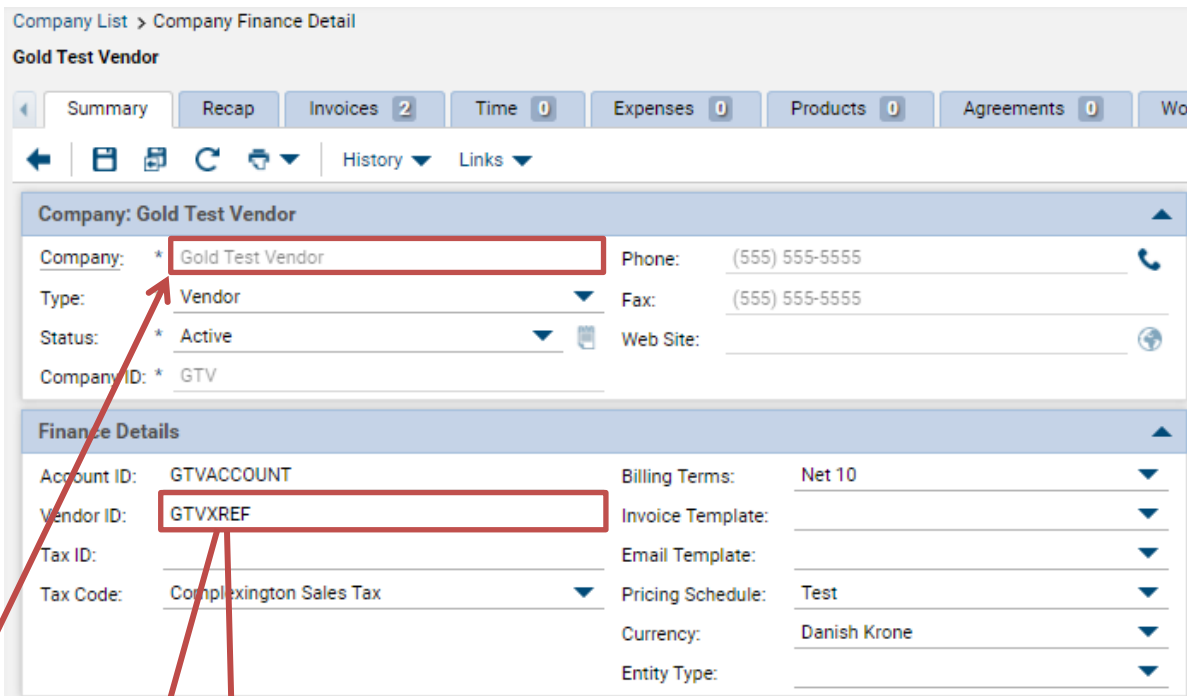 Company List > Company Finance Detail
Gold Test Vendor
Summary Recap Invoices 2 Time 0 Expenses 0 Products 0 Agreements 0 Wo
History Links
Company: Gold Test Vendor
Company: * Gold Test Vendor Phone: (555) 555-5555
Type: Vendor Fax: (555) 555-5555
Status: * Active Web Site:
Company ID: * GTV
Finance Details
Account ID: GTVACCOUNT Billing Terms: Net 10
Vendor ID: GTVXREF Invoice Template:
Tax ID: Email Template:
Tax Code: Complexington Sales Tax Pricing Schedule: Test
Currency: Danish Krone
Entity Type: